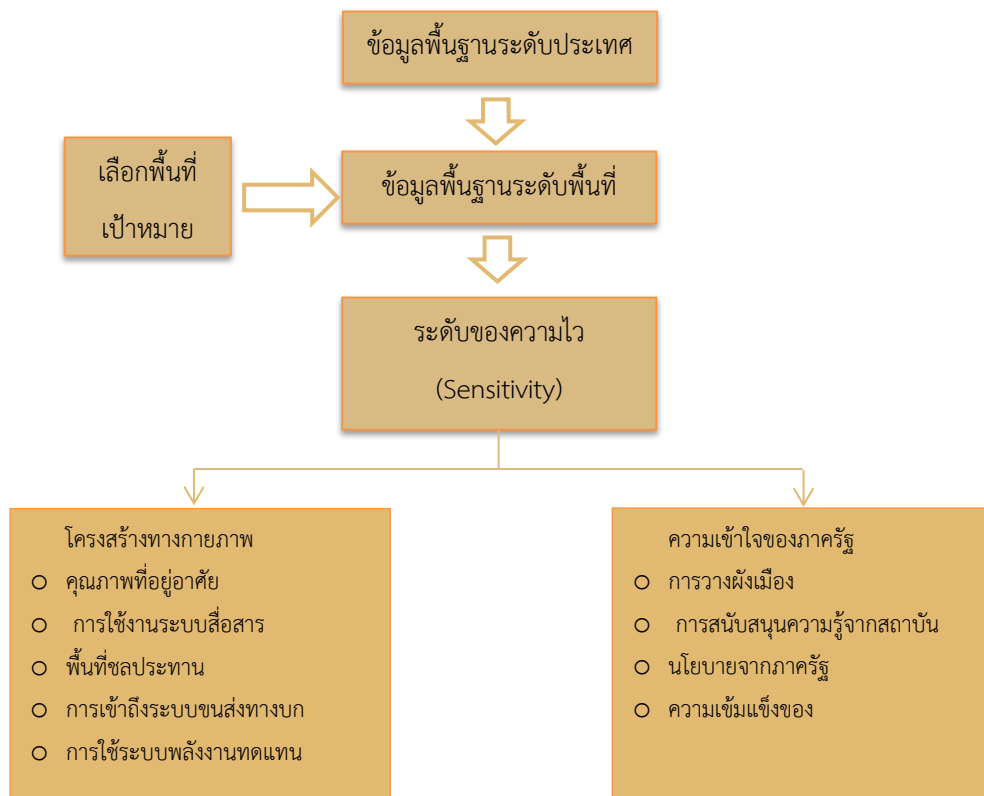 ข้อมูลพื้นฐานระดับประเทศ
เลือกพื้นที่
เป้าหมาย
ข้อมูลพื้นฐานระดับพื้นที่
ระดับของความไว
(Sensitivity)
โครงสร้างทางกายภาพ
คุณภาพที่อยู่อาศัย
การใช้งานระบบสื่อสาร
พื้นที่ชลประทาน
การเข้าถึงระบบขนส่งทางบก
การใช้ระบบพลังงานทดแทน
ความเข้าใจของภาครัฐ
การวางผังเมือง
การสนับสนุนความรู้จากสถาบัน
นโยบายจากภาครัฐ
ความเข้มแข็งของ